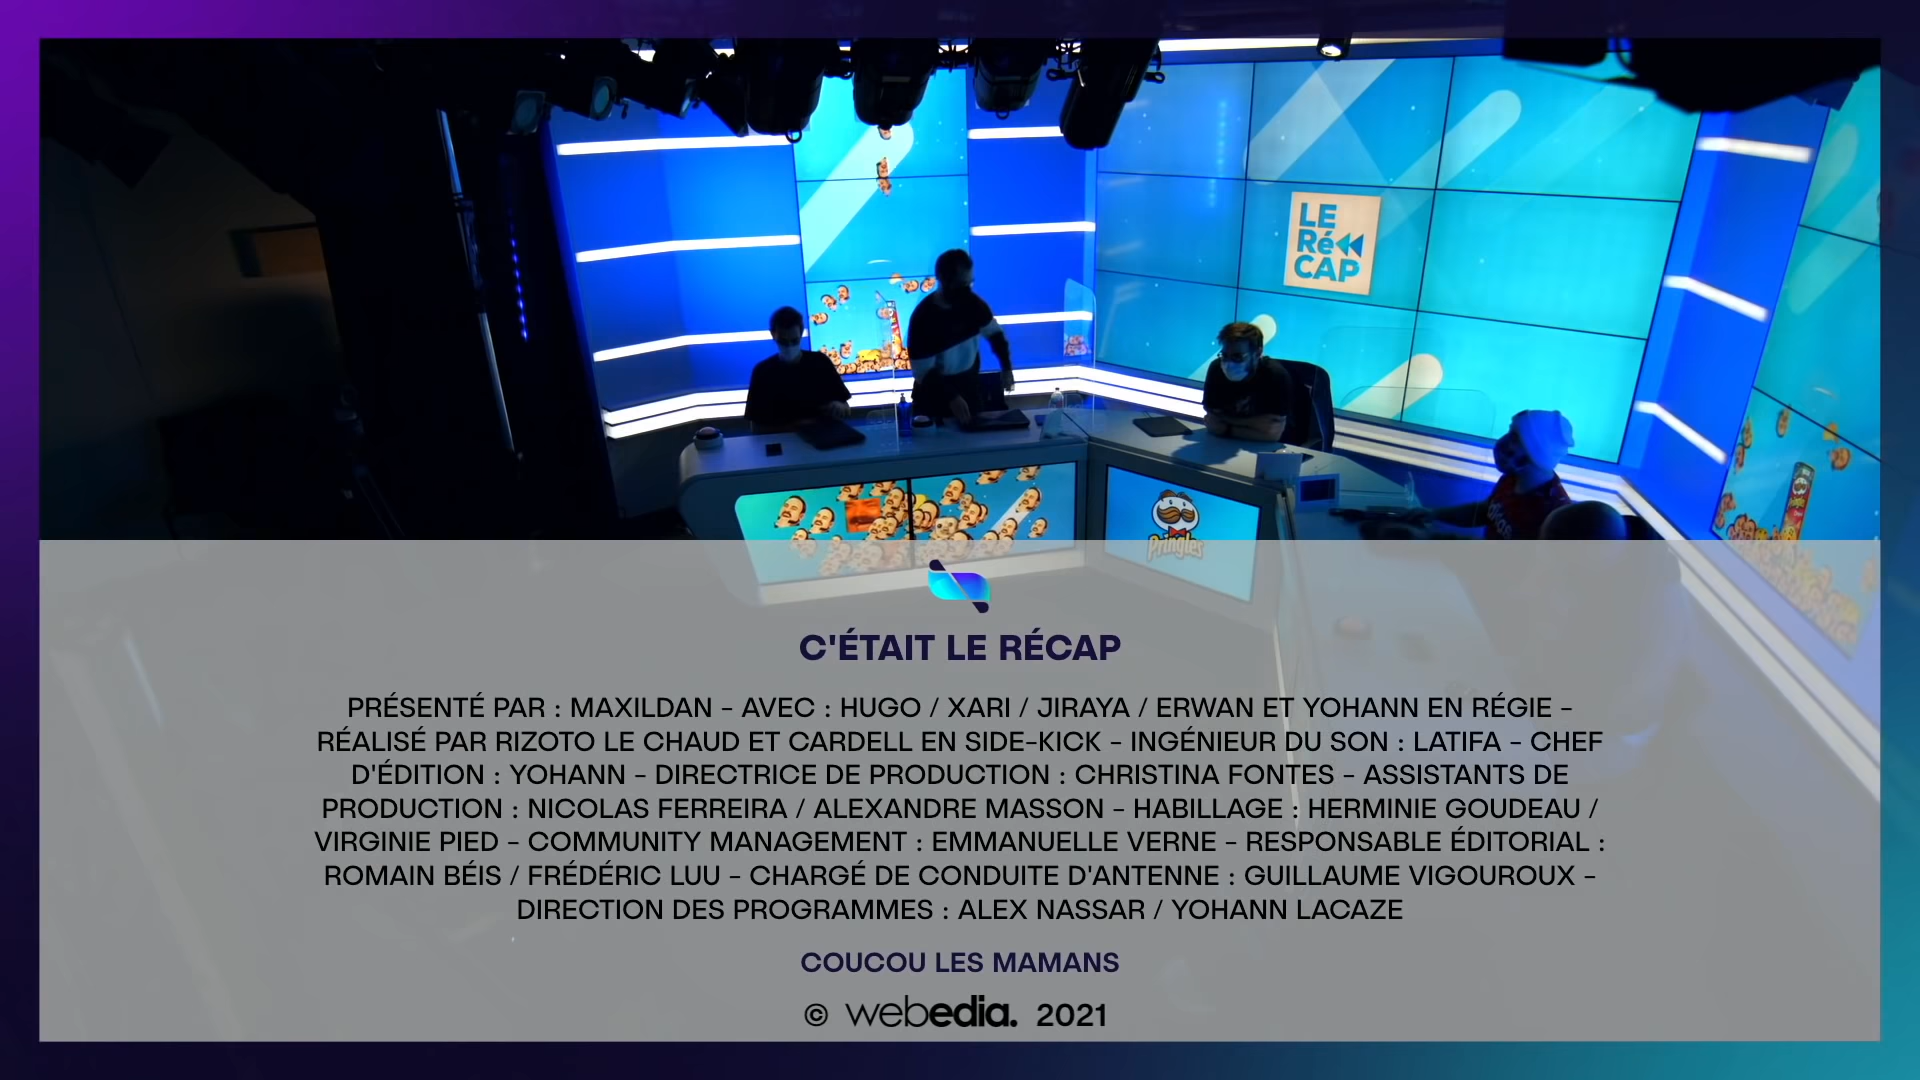 LE
Ré
CAP
Pringles
C'ÉTAIT LE RÉCAP
PRÉSENTÉ PAR : MAXILDAN - AVEC : HUGO / XARI / JIRAYA / ERWAN ET YOHANN EN RÉGIE -
RÉALISÉ PAR RIZOTO LE CHAUD ET CARDELL EN SIDE-KICK - INGÉNIEUR DU SON : LATIFA - CHEF
D'ÉDITION : YOHANN - DIRECTRICE DE PRODUCTION : CHRISTINA FONTES - ASSISTANTS DE
PRODUCTION : NICOLAS FERREIRA / ALEXANDRE MASSON - HABILLAGE : HERMINIE GOUDEAU /
VIRGINIE PIED - COMMUNITY MANAGEMENT : EMMANUELLE VERNE - RESPONSABLE ÉDITORIAL :
ROMAIN BÉIS / FRÉDÉRIC LUU - CHARGÉ DE CONDUITE D'ANTENNE : GUILLAUME VIGOUROUX -
DIRECTION DES PROGRAMMES : ALEX NASSAR / YOHANN LACAZE
COUCOU LES MAMANS
© webedia. 2021